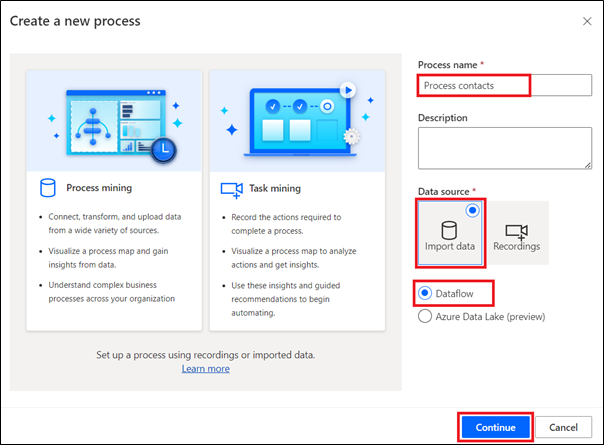 Create a new process
Process mining
• Connect, transform, and upload data
from a wide variety of sources.
• Visualize a process map and gain
insights from data.
• Understand complex business
processes across your organization
Task mining
• Record the actions required to
complete a process.
• Visualize a process map to analyze
actions and get insights.
• Use these insights and guided
recommendations to begin
automating.
Set up a process using recordings or imported data.
Learn more
Process name *
Process contacts
Description
Data source *
Import data
Recordings
Dataflow
Azure Data Lake (preview)
Continue
Cancel